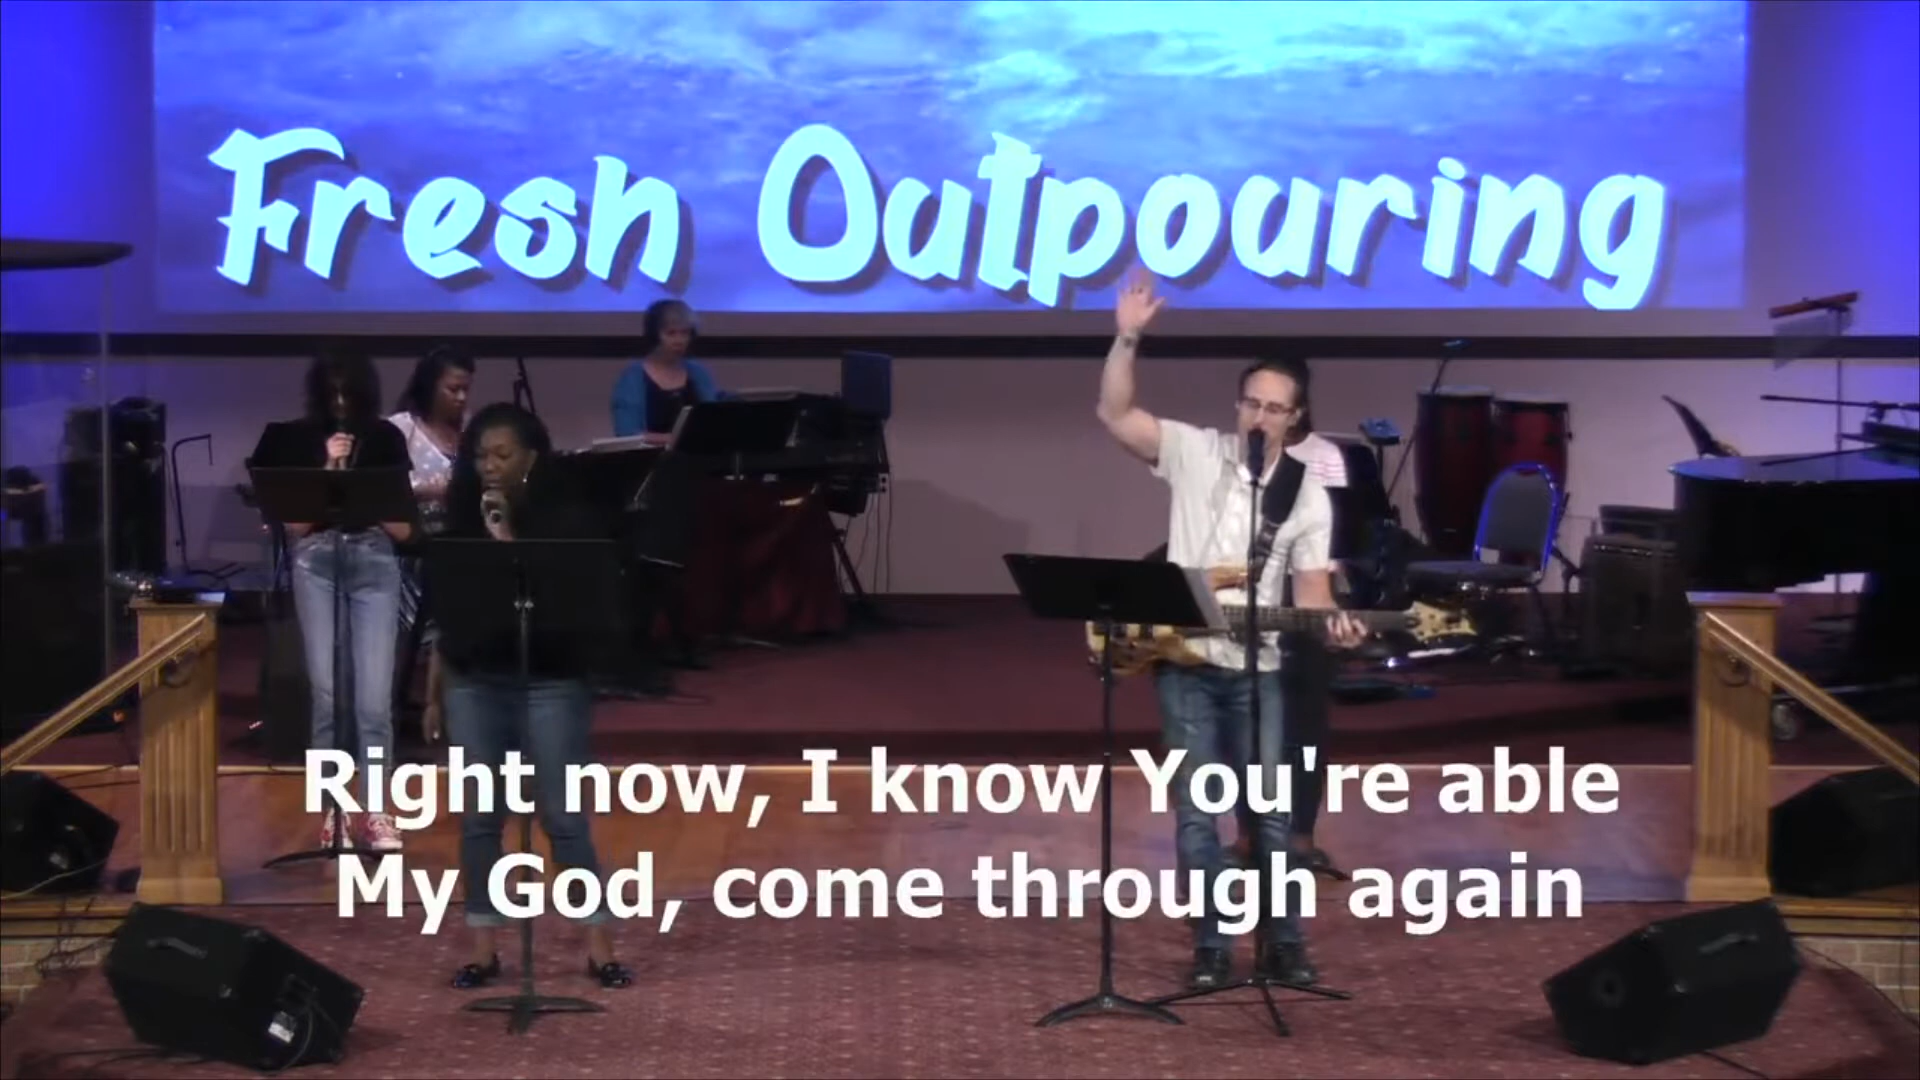 Fresh Outpouring
Right now, I know You're able
My God, come through again